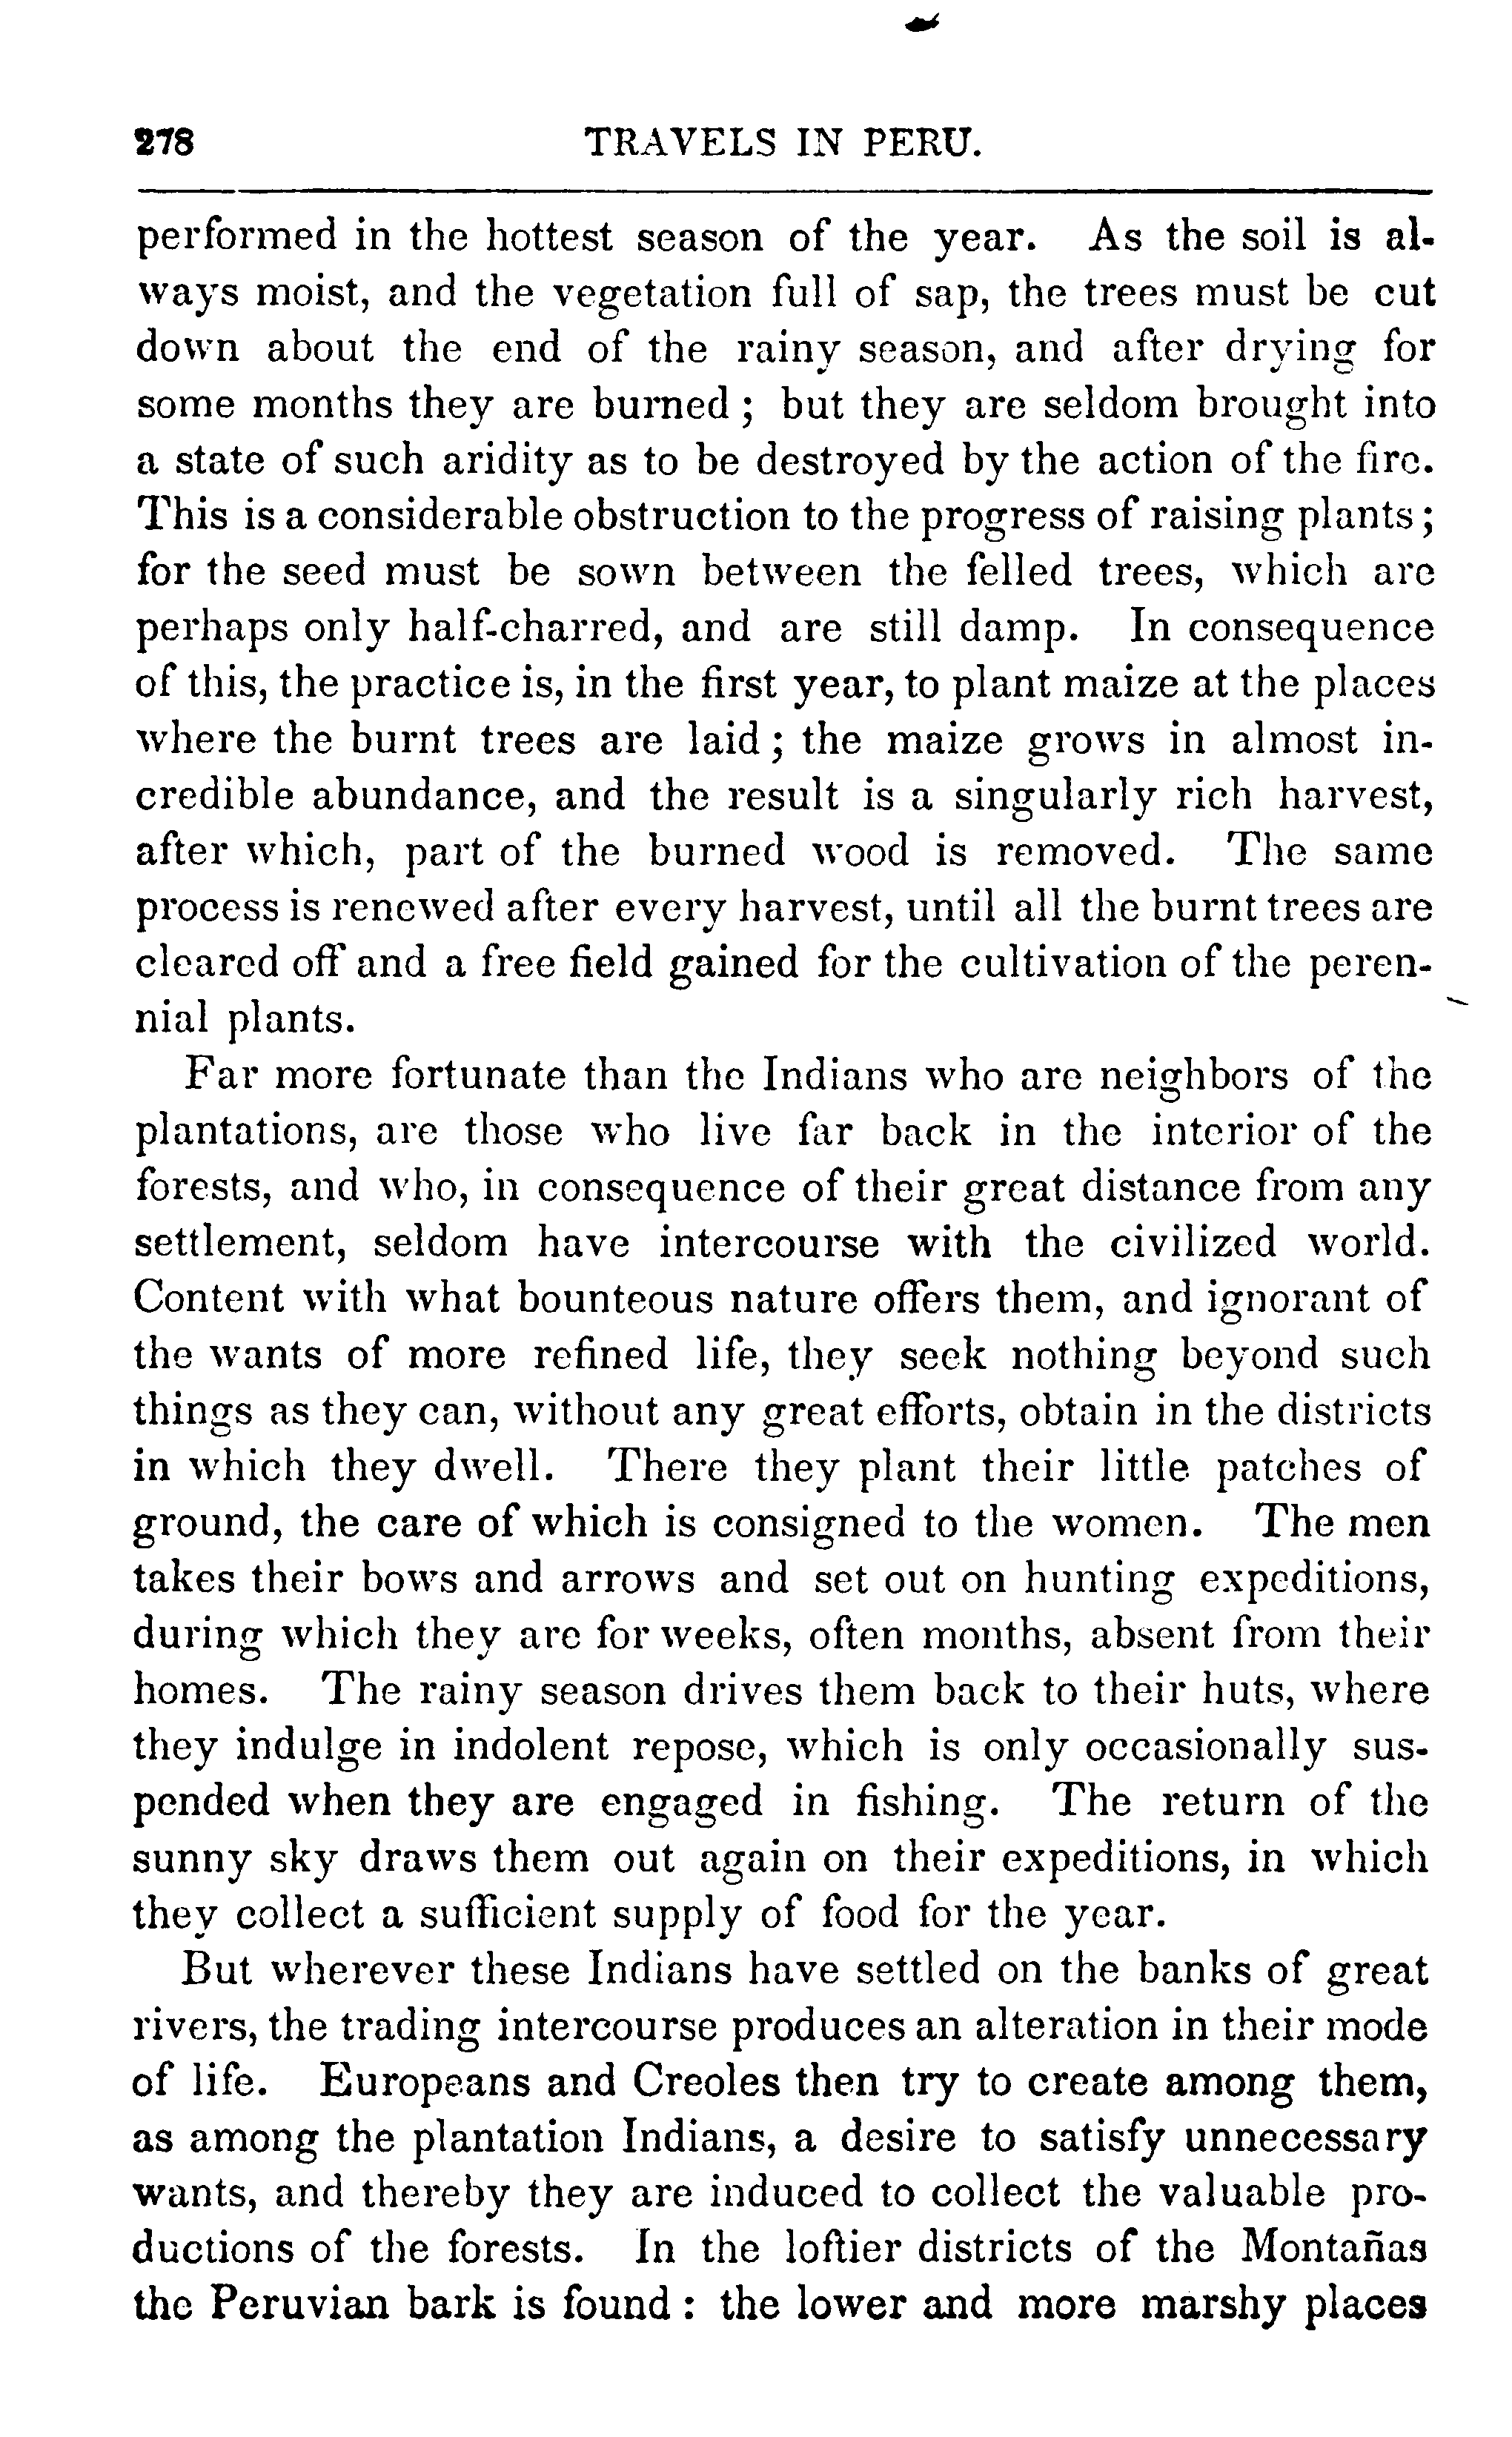 278 TRAVELS IN PERU.
performed in the hottest season of the year. As the soil is al-
ways moist, and the vegetation full of sap, the trees must be cut
down about the end of the rainy season, and after drying for
some months they are burned ; but they are seldom brought into
a state of such aridity as to be destroyed by the action of the fire.
This is a considerable obstruction to the progress of raising plants ;
for the seed must be sown between the felled trees, which are
perhaps only half-charred, and are still damp. In consequence
of this, the practice is, in the first year, to plant maize at the places
where the burnt trees are laid ; the maize grows in almost in-
credible abundance, and the result is a singularly rich harvest,
after which, part of the burned wood is removed. The same
process is renewed after every harvest, until all the burnt trees are
cleared off and a free field gained for the cultivation of the peren-
nial plants.
Far more fortunate than the Indians who are neighbors of the
plantations, are those who live far back in the interior of the
forests, and who, in consequence of their great distance from any
settlement, seldom have intercourse with the civilized world.
Content with what bounteous nature offers them, and ignorant of
the wants of more refined life, they seek nothing beyond such
things as they can, without any great efforts, obtain in the districts
in which they dwell. There they plant their little patches of
ground, the care of which is consigned to the women. The men
takes their bows and arrows and set out on hunting expeditions,
during which they are for weeks, often months, absent from their
homes. The rainy season drives them back to their huts, where
they indulge in indolent repose, which is only occasionally sus-
pended when they are engaged in fishing. The return of the
sunny sky draws them out again on their expeditions, in which
they collect a sufficient supply of food for the year.
But wherever these Indians have settled on the banks of great
rivers, the trading intercourse produces an alteration in their mode
of life. Europeans and Creoles then try to create among them,
as among the plantation Indians, a desire to satisfy unnecessary
wants, and thereby they are induced to collect the valuable pro-
ductions of the forests. In the loftier districts of the Montañas
the Peruvian bark is found : the lower and more marshy places